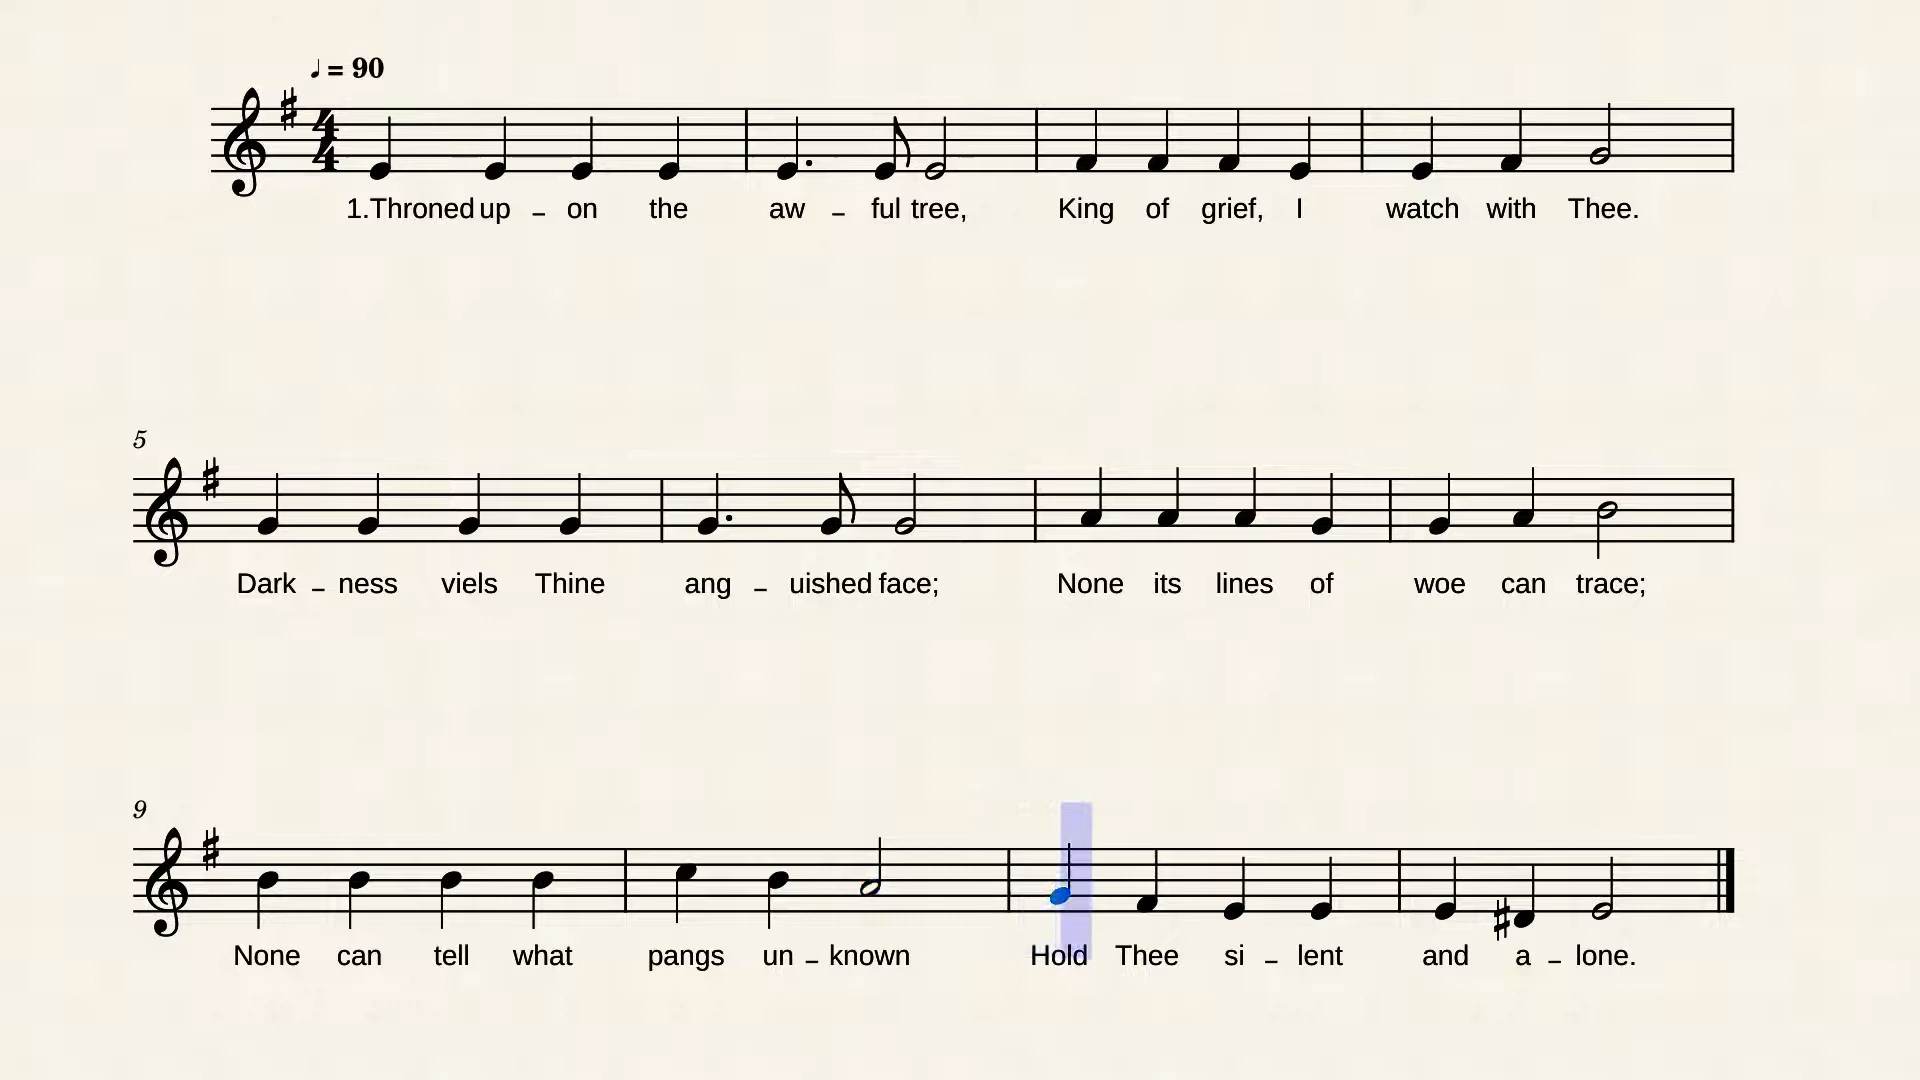 ♩ = 90
1.Throned up – on the aw – ful tree, King of grief, I watch with Thee.
5
Dark – ness viels Thine ang – uished face; None its lines of woe can trace;
9
None can tell what pangs un – known Hold Thee si – lent and a – lone.